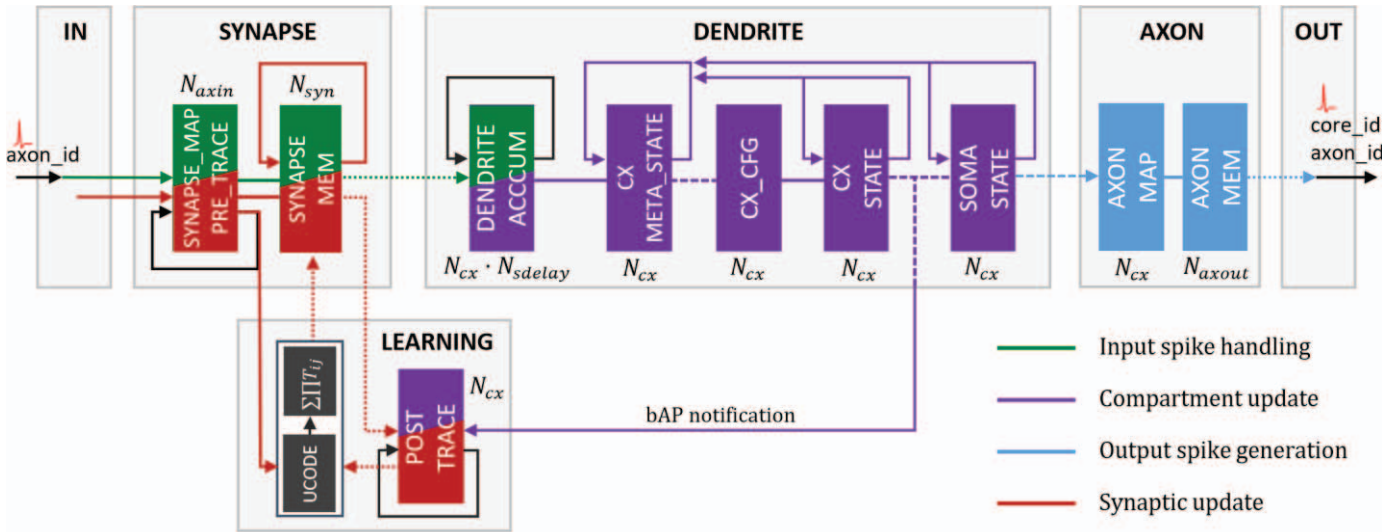 IN
SYNAPSE
DENDRITE
AXON
OUT
N_axin
N_syn
axon_id
SYNAPSE_MAP
PRE_TRACE
SYNAPSE
MEM
DENDRITE
ACCCUM
CX
META_STATE
CX_CFG
CX
STATE
SOMA
STATE
AXON
MAP
AXON
MEM
core_id
axon_id
N_cx · N_sdelay
N_cx
N_cx
N_cx
N_cx
N_cx
N_axout
LEARNING
ΣΠT_ij
UCODE
POST
TRACE
N_cx
bAP notification
Input spike handling
Compartment update
Output spike generation
Synaptic update